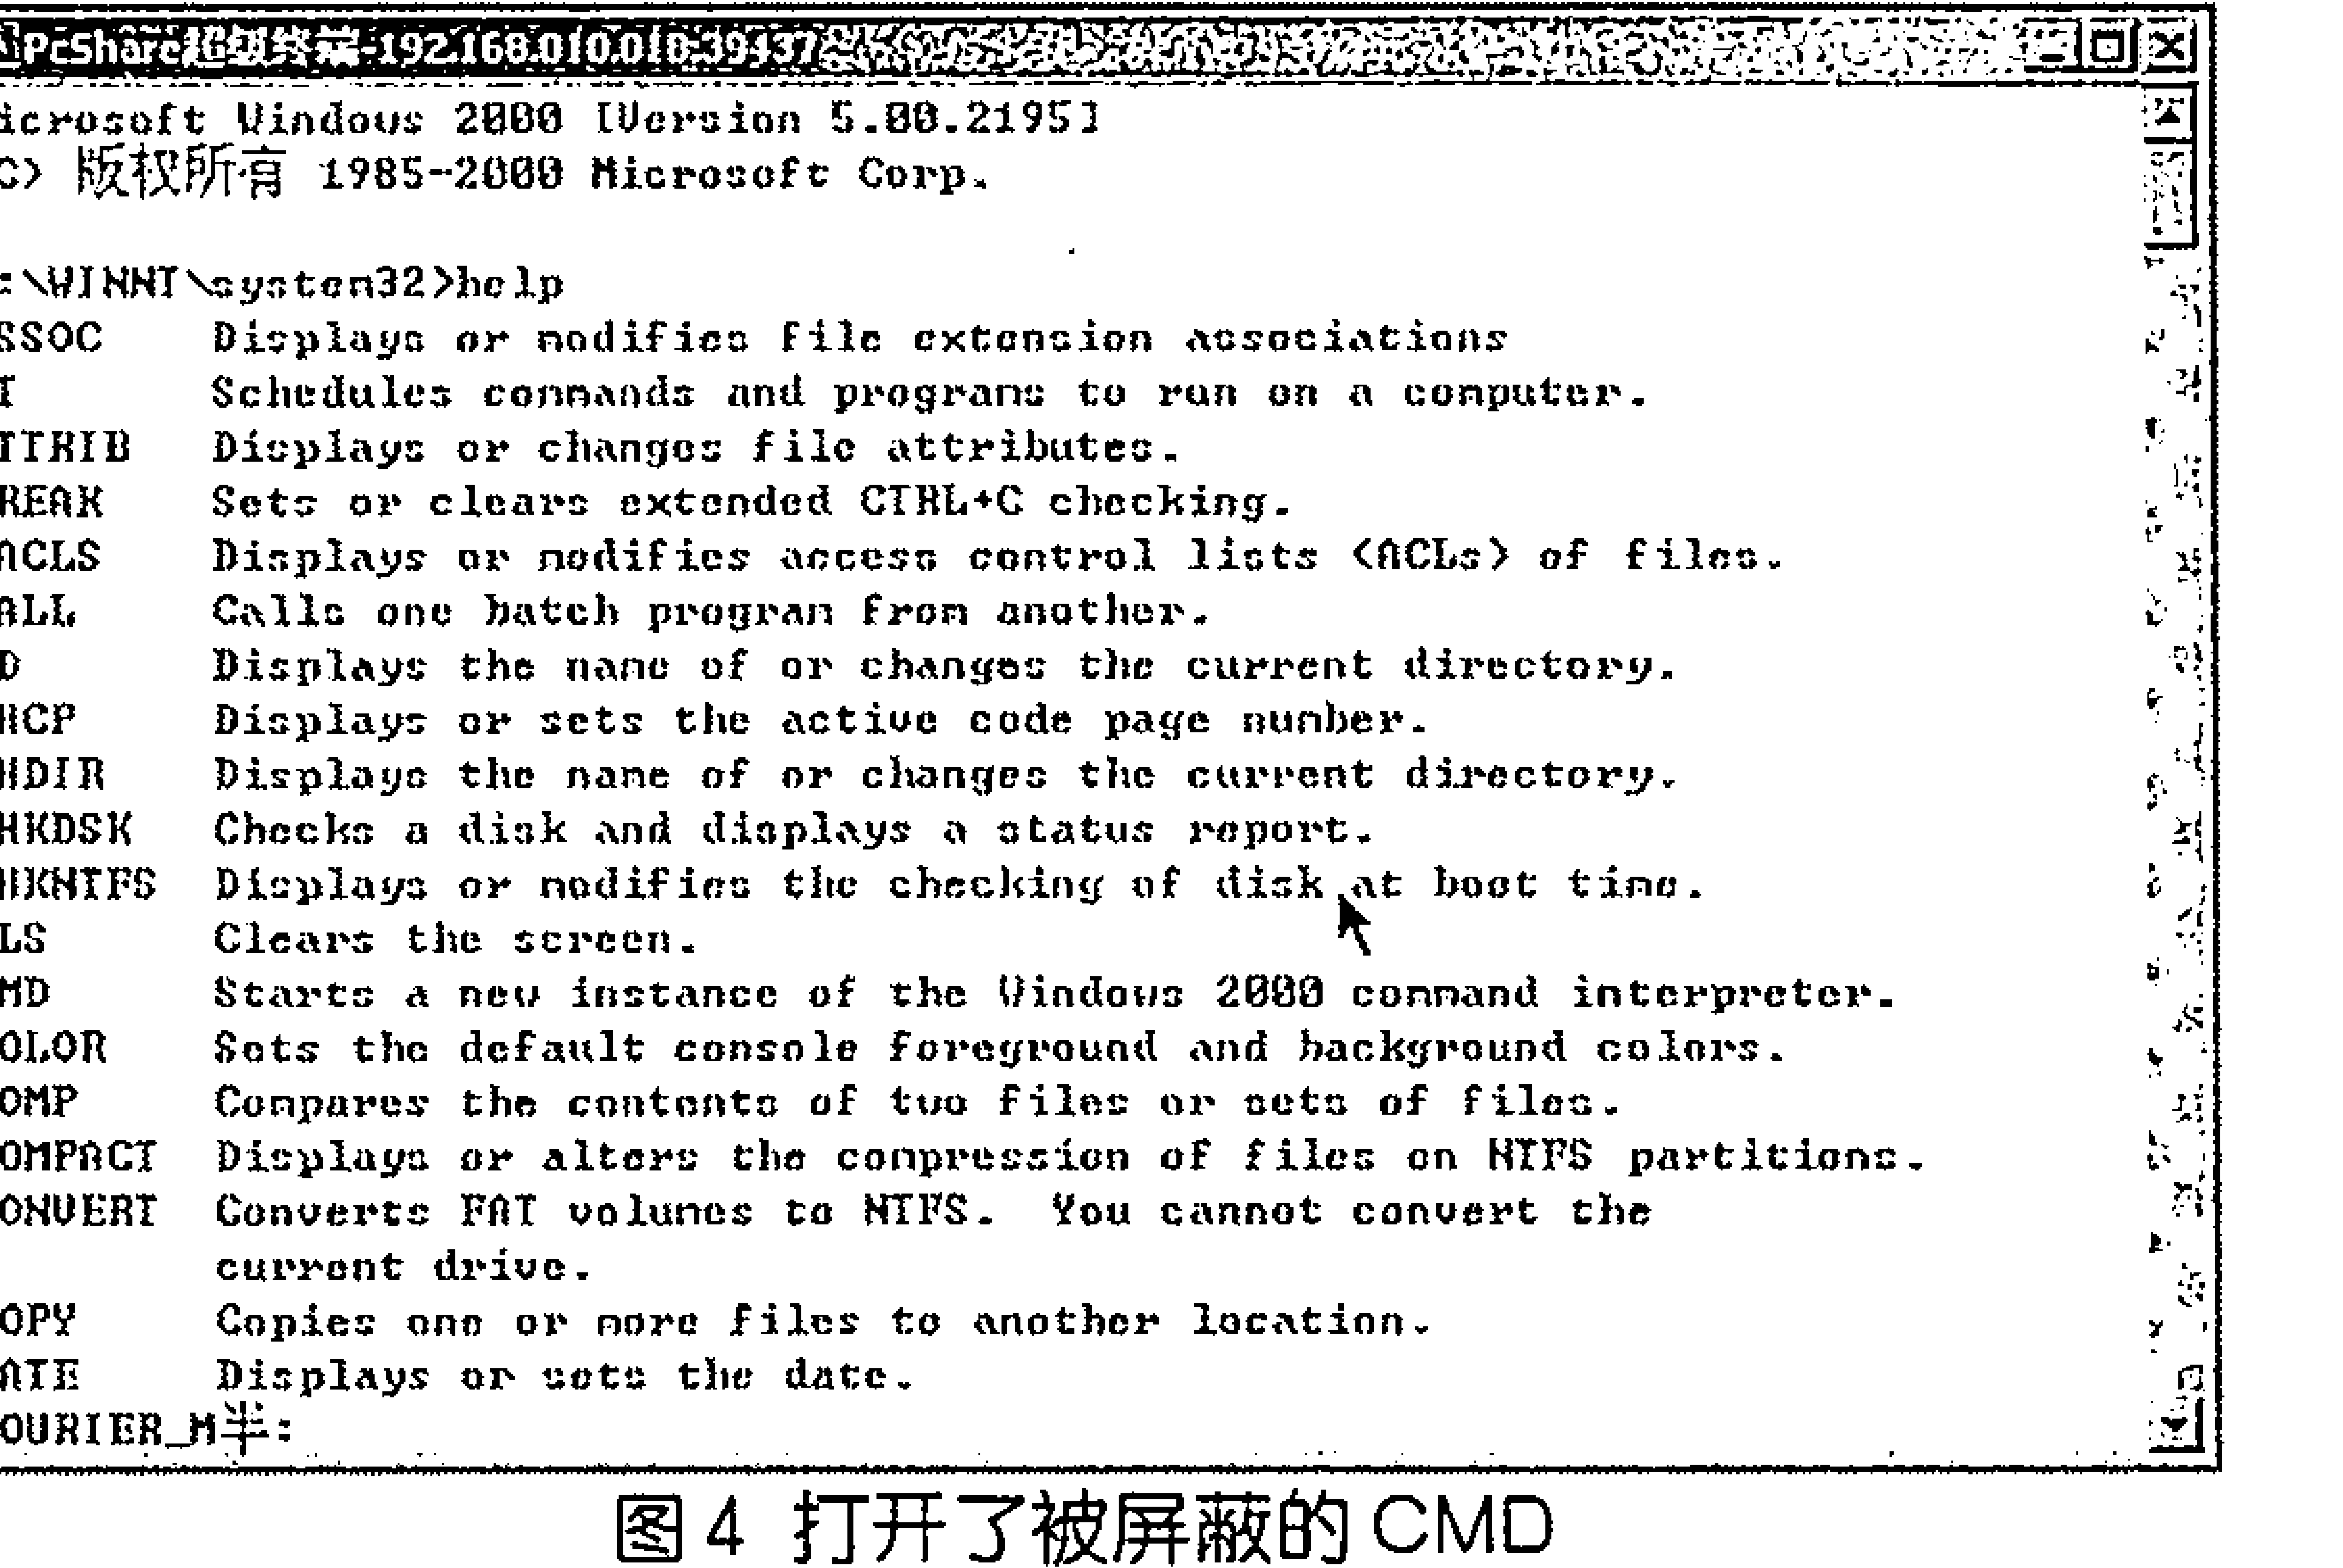 PcShare超级终端-192.168.010.010:39437
icrosoft Windows 2000 [Version 5.00.2195]
C> 版权所有 1985-2000 Microsoft Corp.
:\WINNT\system32>help
SSOC Displays or modifies file extension associations
T Schedules commands and programs to run on a computer.
TTRIB Displays or changes file attributes.
REAK Sets or clears extended CTRL+C checking.
ACLS Displays or modifies access control lists <ACLs> of files.
ALL Calls one batch program from another.
D Displays the name of or changes the current directory.
HCP Displays or sets the active code page number.
HDIR Displays the name of or changes the current directory.
HKDSK Checks a disk and displays a status report.
HKNTFS Displays or modifies the checking of disk at boot time.
LS Clears the screen.
MD Starts a new instance of the Windows 2000 command interpreter.
OLOR Sets the default console foreground and background colors.
OMP Compares the contents of two files or sets of files.
OMPACT Displays or alters the compression of files on NTFS partitions.
ONVERT Converts FAT volumes to NTFS. You cannot convert the
current drive.
OPY Copies one or more files to another location.
ATE Displays or sets the date.
OURIER_M半:
图 4 打开了被屏蔽的 CMD